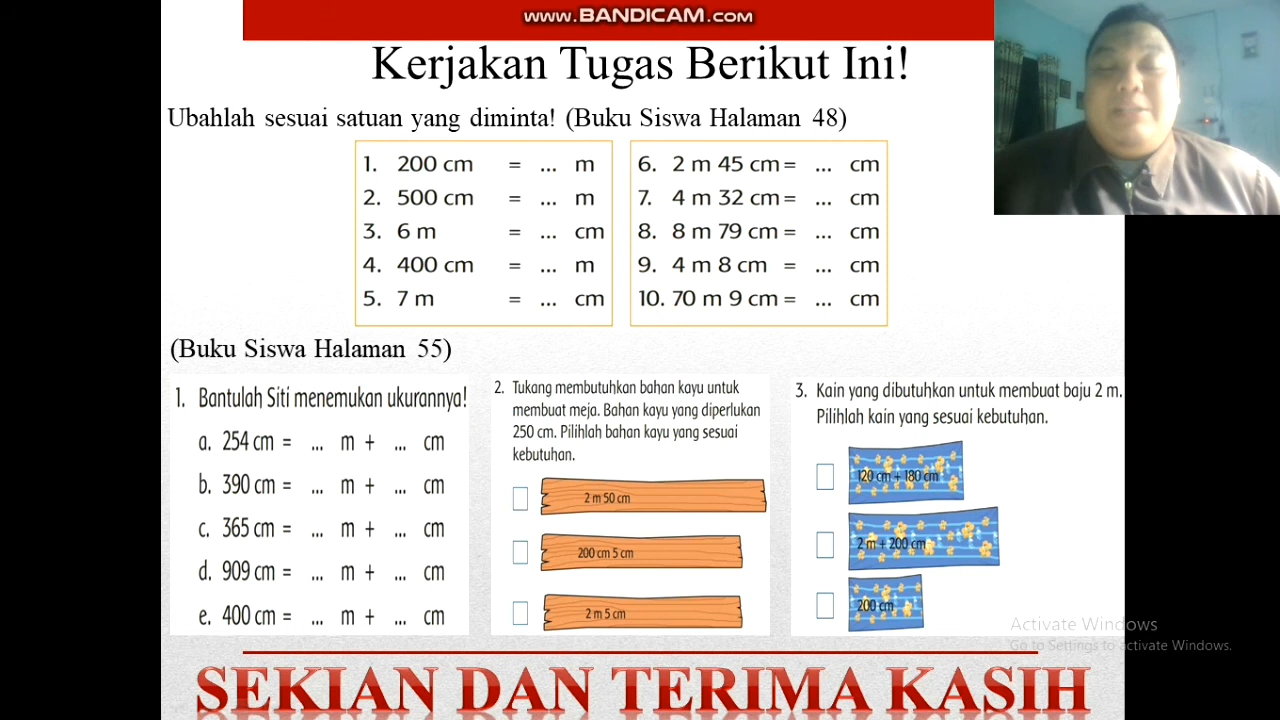 www.BANDICAM.com
Kerjakan Tugas Berikut Ini!
Ubahlah sesuai satuan yang diminta! (Buku Siswa Halaman 48)
1. 200 cm = ... m
2. 500 cm = ... m
3. 6 m = ... cm
4. 400 cm = ... m
5. 7 m = ... cm
6. 2 m 45 cm = ... cm
7. 4 m 32 cm = ... cm
8. 8 m 79 cm = ... cm
9. 4 m 8 cm = ... cm
10. 70 m 9 cm = ... cm
(Buku Siswa Halaman 55)
1. Bantulah Siti menemukan ukurannya!
a. 254 cm = ... m + ... cm
b. 390 cm = ... m + ... cm
c. 365 cm = ... m + ... cm
d. 909 cm = ... m + ... cm
e. 400 cm = ... m + ... cm
2. Tukang membutuhkan bahan kayu untuk
membuat meja. Bahan kayu yang diperlukan
250 cm. Pilihlah bahan kayu yang sesuai
kebutuhan.
2 m 50 cm
200 cm 5 cm
2 m 5 cm
3. Kain yang dibutuhkan untuk membuat baju 2 m.
Pilihlah kain yang sesuai kebutuhan.
120 cm + 180 cm
2 m + 200 cm
200 cm
Activate Windows
Go to Settings to activate Windows.
SEKIAN DAN TERIMA KASIH